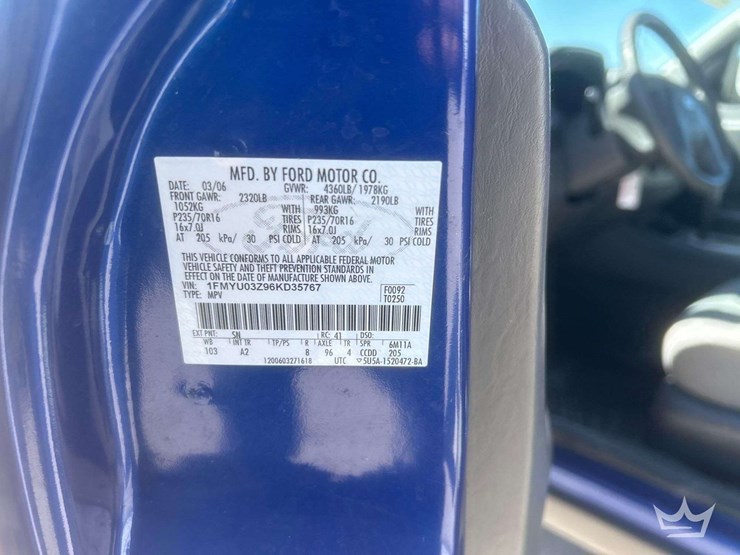 MFD. BY FORD MOTOR CO.
DATE: 03/06 GVWR: 4360LB/1978KG
FRONT GAWR: 2320LB REAR GAWR: 2190LB
1052KG WITH 993KG WITH
P235/70R16 TIRES P235/70R16 TIRES
16x7.0J RIMS 16x7.0J RIMS
AT 205 kPa/ 30 PSI COLD AT 205 kPa/ 30 PSI COLD
THIS VEHICLE CONFORMS TO ALL APPLICABLE FEDERAL MOTOR
VEHICLE SAFETY AND THEFT PREVENTION STANDARDS IN
EFFECT ON THE DATE OF MANUFACTURE SHOWN ABOVE.
VIN: 1FMYU03Z96KD35767 F0092
TYPE: MPV T0250
EXT PNT: SN RC: 41 DSO:
WB INT TR TP/PS R AXLE TR SPR 6M11A
103 A2 8 96 4 CCDD 205
1200603271618 UTC 5U5A-1520472-BA